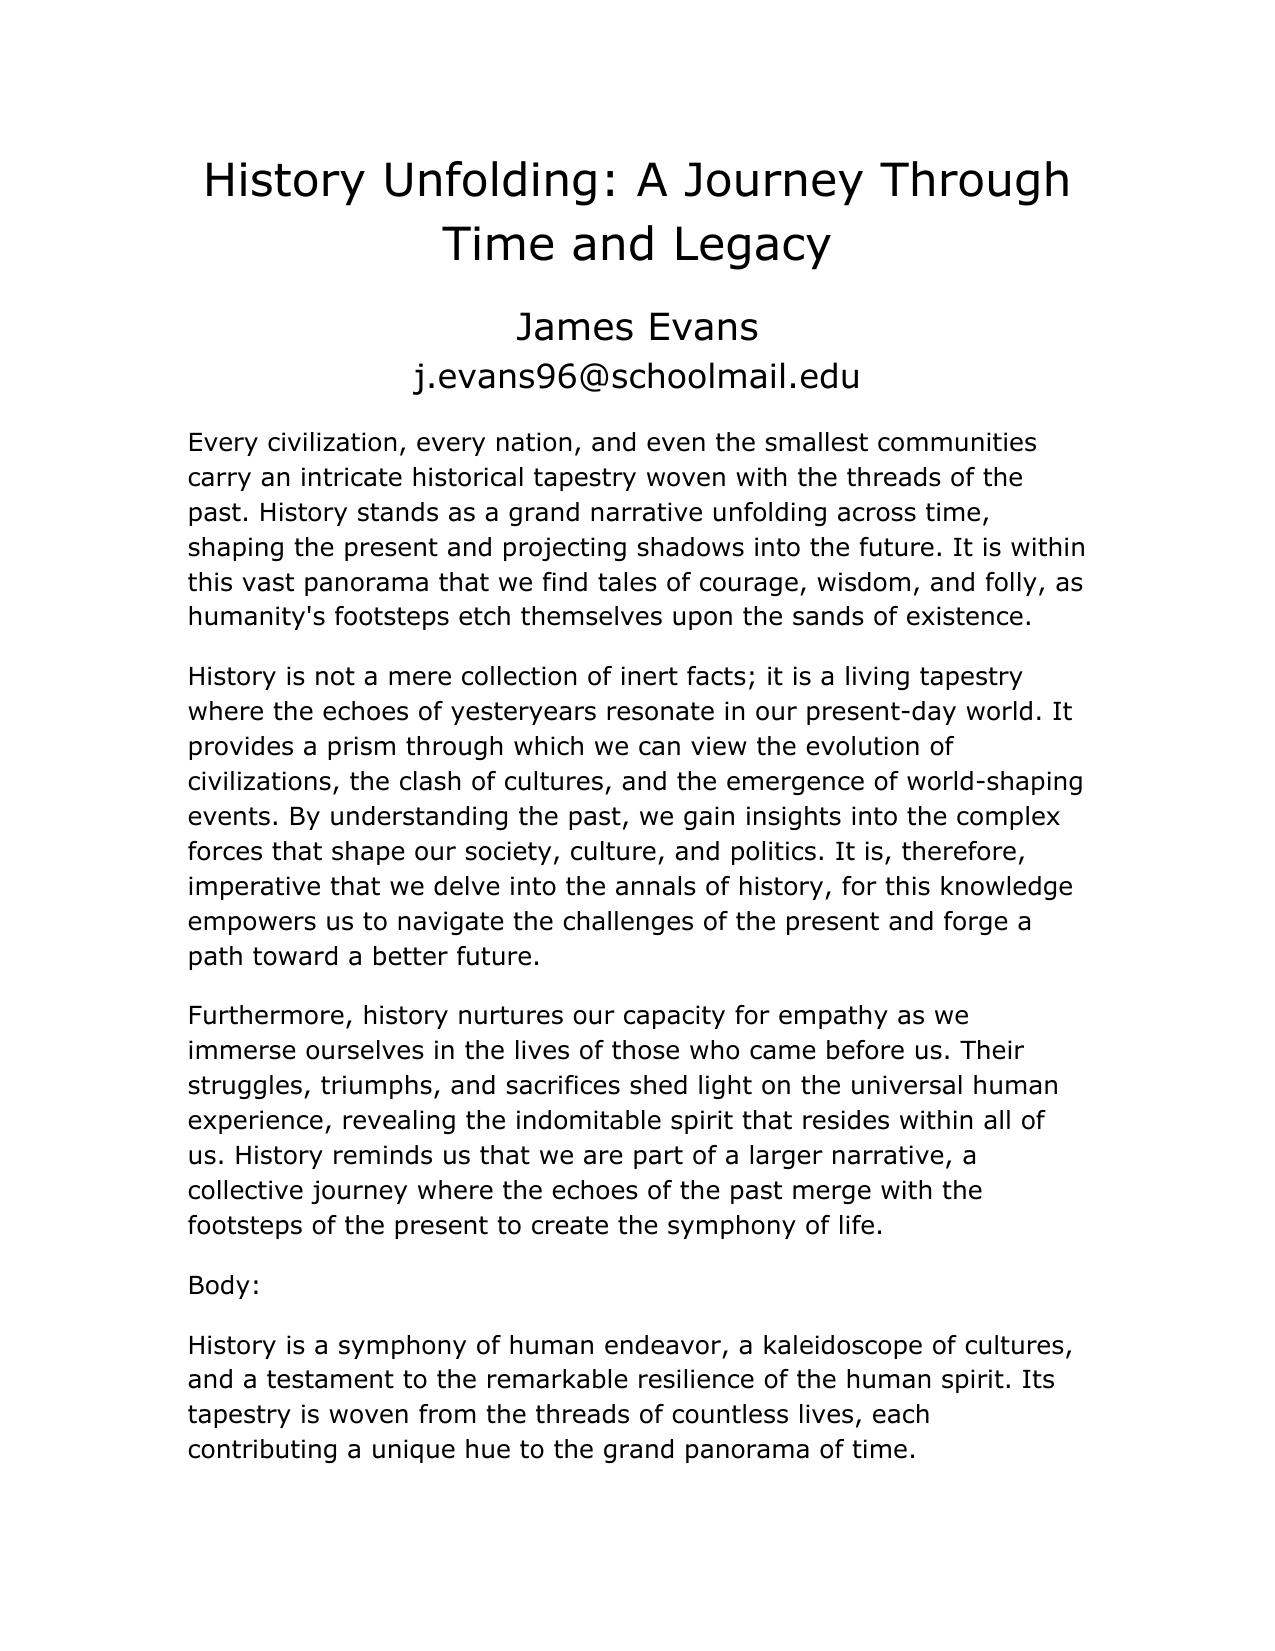 History Unfolding: A Journey Through
Time and Legacy
James Evans
j.evans96@schoolmail.edu
Every civilization, every nation, and even the smallest communities
carry an intricate historical tapestry woven with the threads of the
past. History stands as a grand narrative unfolding across time,
shaping the present and projecting shadows into the future. It is within
this vast panorama that we find tales of courage, wisdom, and folly, as
humanity's footsteps etch themselves upon the sands of existence.
History is not a mere collection of inert facts; it is a living tapestry
where the echoes of yesteryears resonate in our present-day world. It
provides a prism through which we can view the evolution of
civilizations, the clash of cultures, and the emergence of world-shaping
events. By understanding the past, we gain insights into the complex
forces that shape our society, culture, and politics. It is, therefore,
imperative that we delve into the annals of history, for this knowledge
empowers us to navigate the challenges of the present and forge a
path toward a better future.
Furthermore, history nurtures our capacity for empathy as we
immerse ourselves in the lives of those who came before us. Their
struggles, triumphs, and sacrifices shed light on the universal human
experience, revealing the indomitable spirit that resides within all of
us. History reminds us that we are part of a larger narrative, a
collective journey where the echoes of the past merge with the
footsteps of the present to create the symphony of life.
Body:
History is a symphony of human endeavor, a kaleidoscope of cultures,
and a testament to the remarkable resilience of the human spirit. Its
tapestry is woven from the threads of countless lives, each
contributing a unique hue to the grand panorama of time.